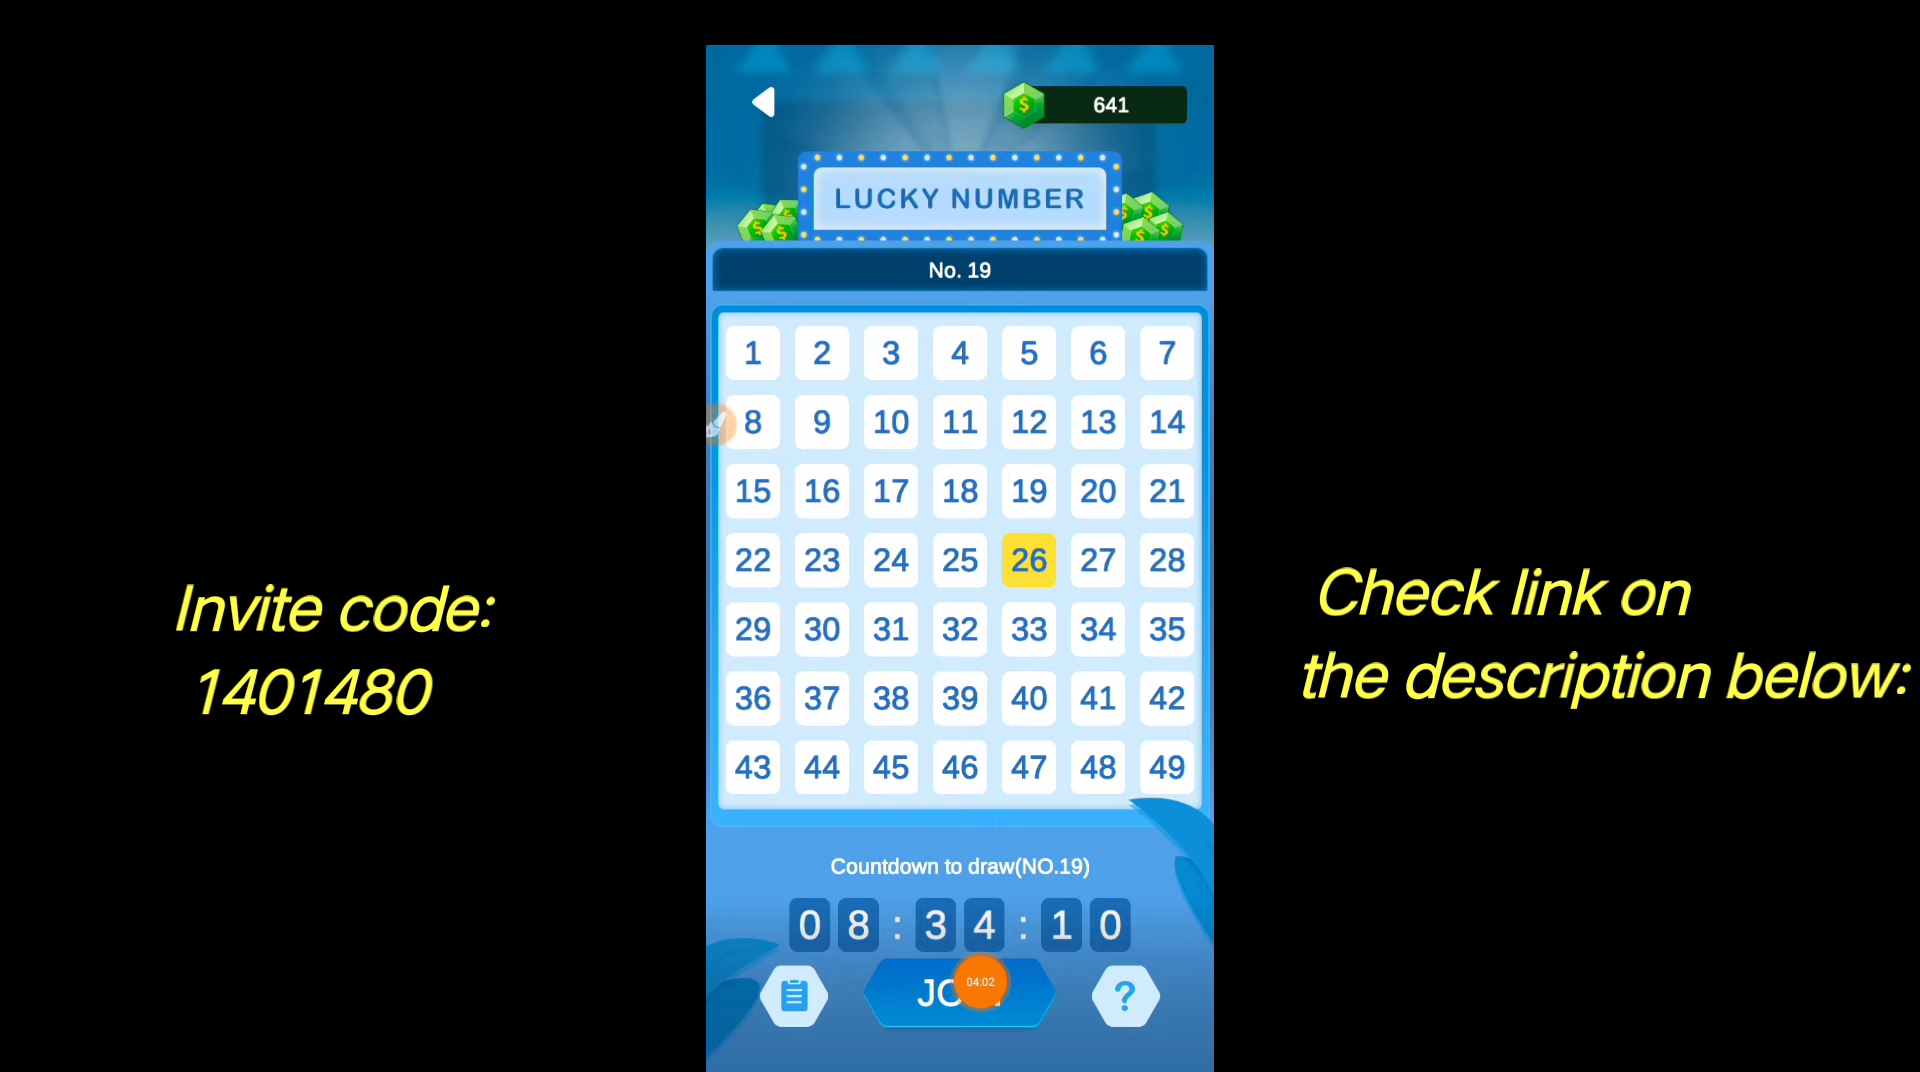 641
LUCKY NUMBER
No. 19
1 2 3 4 5 6 7
8 9 10 11 12 13 14
15 16 17 18 19 20 21
22 23 24 25 26 27 28
29 30 31 32 33 34 35
36 37 38 39 40 41 42
43 44 45 46 47 48 49
Invite code:
1401480
Check link on
the description below:
Countdown to draw(NO.19)
08:34:10
04:02
?